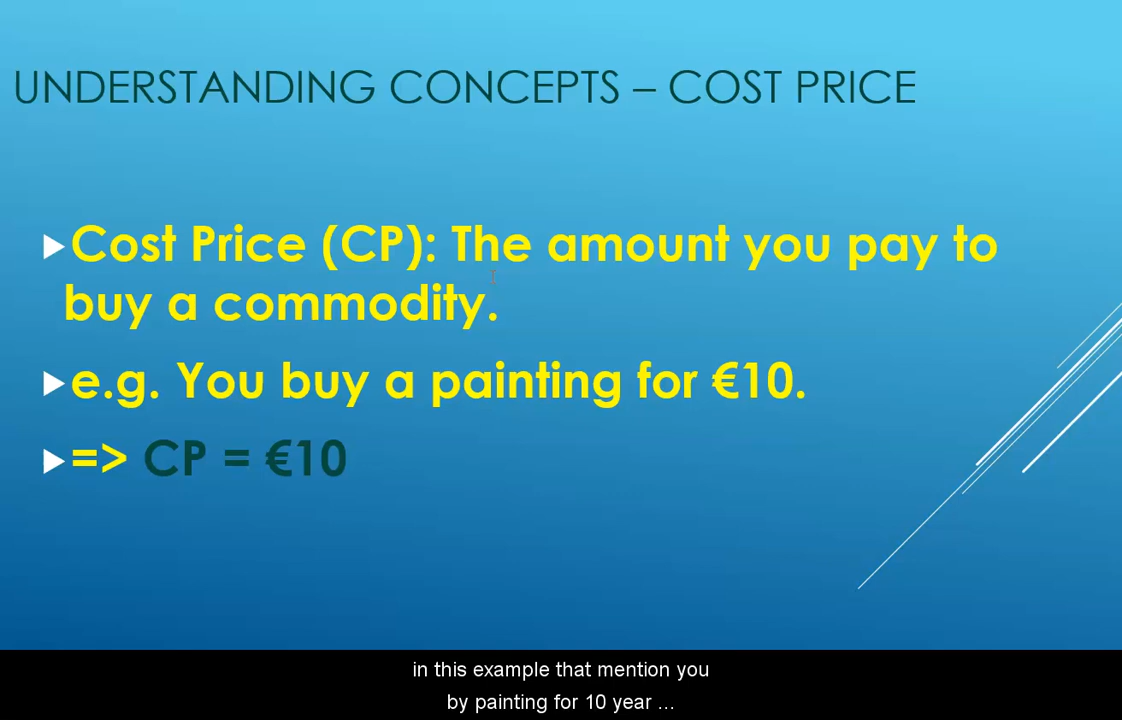 UNDERSTANDING CONCEPTS – COST PRICE
Cost Price (CP): The amount you pay to
buy a commodity.
e.g. You buy a painting for €10.
=> CP = €10
in this example that mention you
by painting for 10 year ...